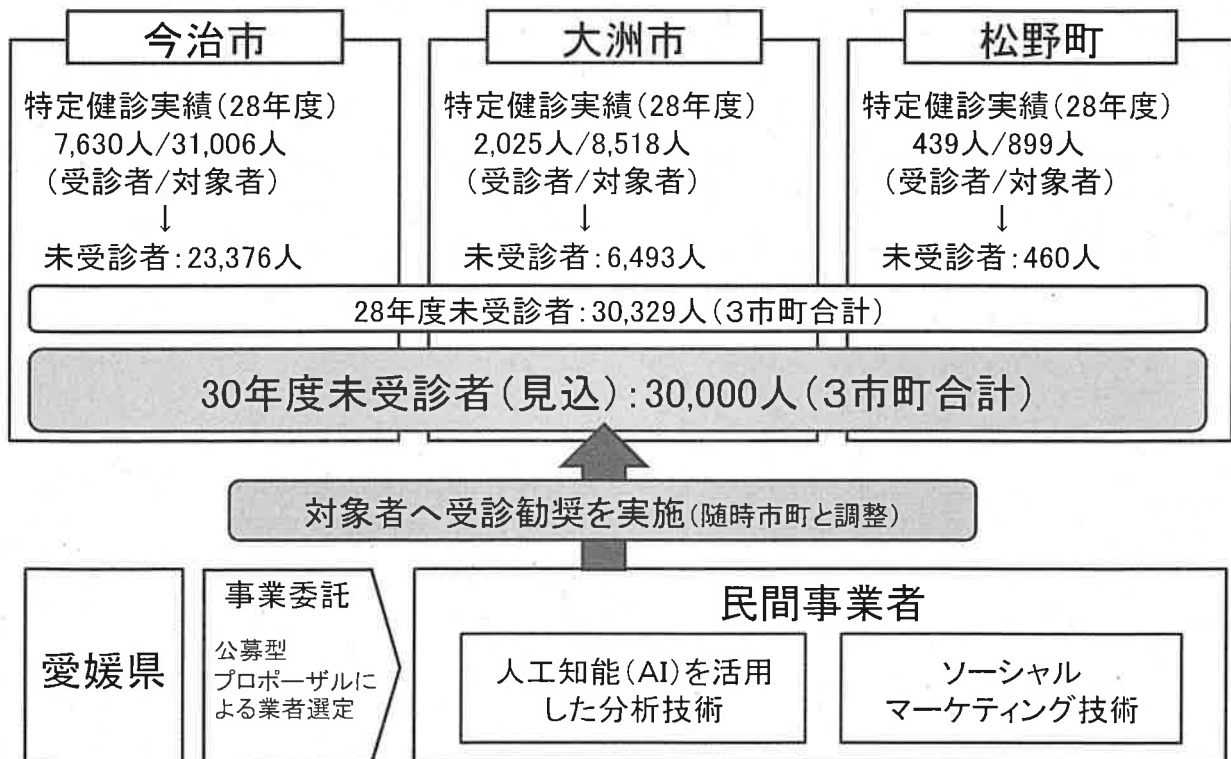 今治市
特定健診実績(28年度)
7,630人/31,006人
(受診者/対象者)
↓
未受診者:23,376人
大洲市
特定健診実績(28年度)
2,025人/8,518人
(受診者/対象者)
↓
未受診者:6,493人
松野町
特定健診実績(28年度)
439人/899人
(受診者/対象者)
↓
未受診者:460人
28年度未受診者:30,329人(3市町合計)
30年度未受診者(見込):30,000人(3市町合計)
対象者へ受診勧奨を実施(随時市町と調整)
愛媛県
事業委託
公募型
プロポーザルに
よる業者選定
民間事業者
人工知能(AI)を活用
した分析技術
ソーシャル
マーケティング技術